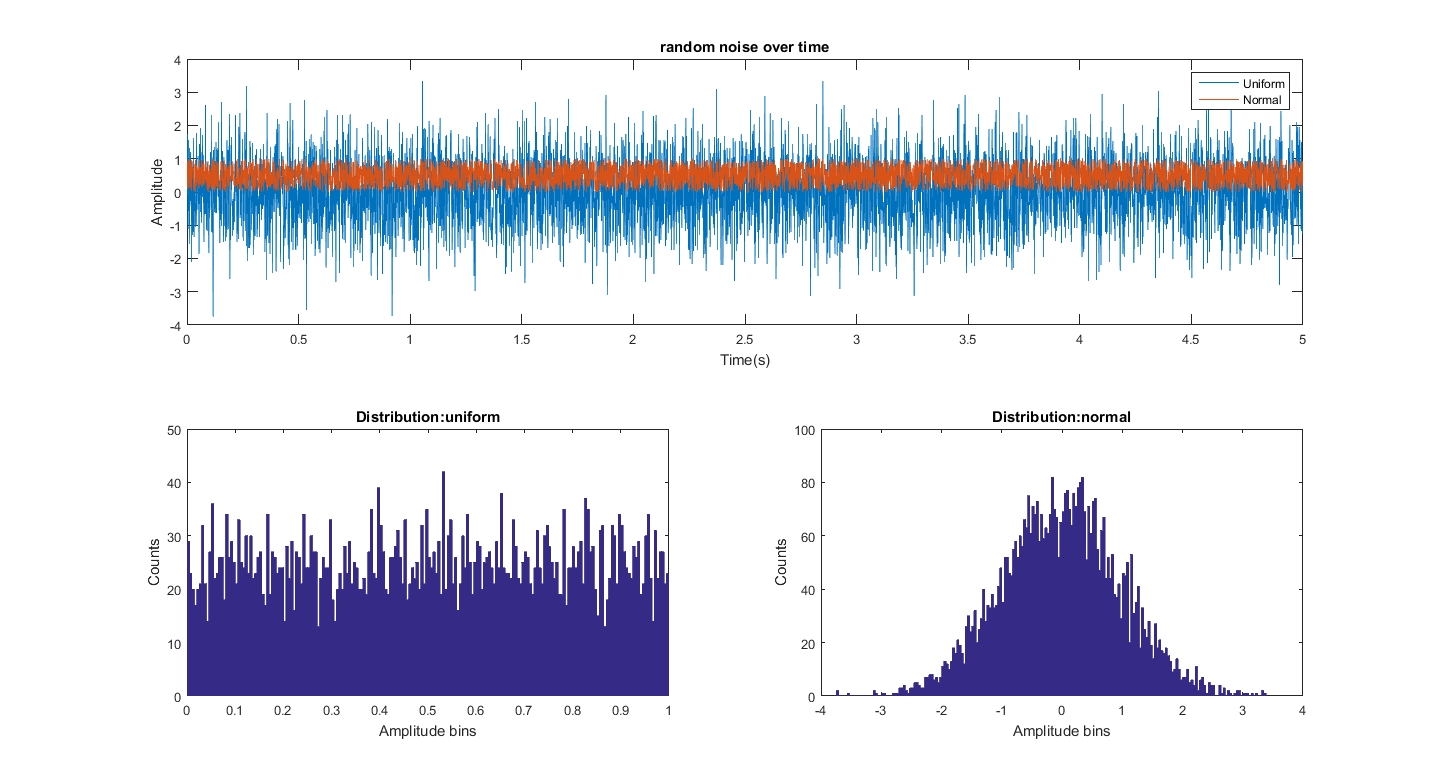 random noise over time
4
3
2
1
0
-1
-2
-3
-4
Amplitude
Uniform
Normal
0 0.5 1 1.5 2 2.5 3 3.5 4 4.5 5
Time(s)
Distribution:uniform
50
40
30
20
10
0
Counts
0 0.1 0.2 0.3 0.4 0.5 0.6 0.7 0.8 0.9 1
Amplitude bins
Distribution:normal
100
80
60
40
20
0
Counts
-4 -3 -2 -1 0 1 2 3 4
Amplitude bins